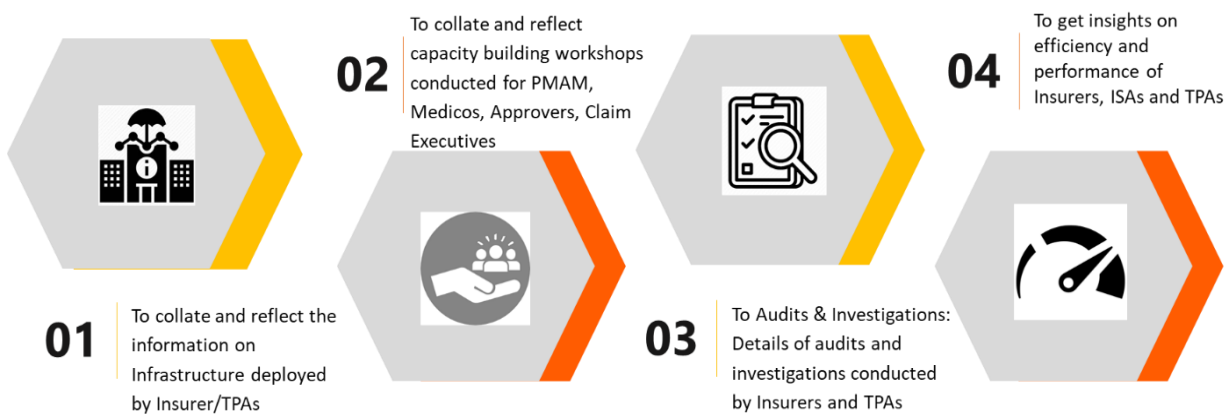 01
To collate and reflect the
information on
Infrastructure deployed
by Insurer/TPAs
02
To collate and reflect
capacity building workshops
conducted for PMAM,
Medicos, Approvers, Claim
Executives
03
To Audits & Investigations:
Details of audits and
investigations conducted
by Insurers and TPAs
04
To get insights on
efficiency and
performance of
Insurers, ISAs and TPAs